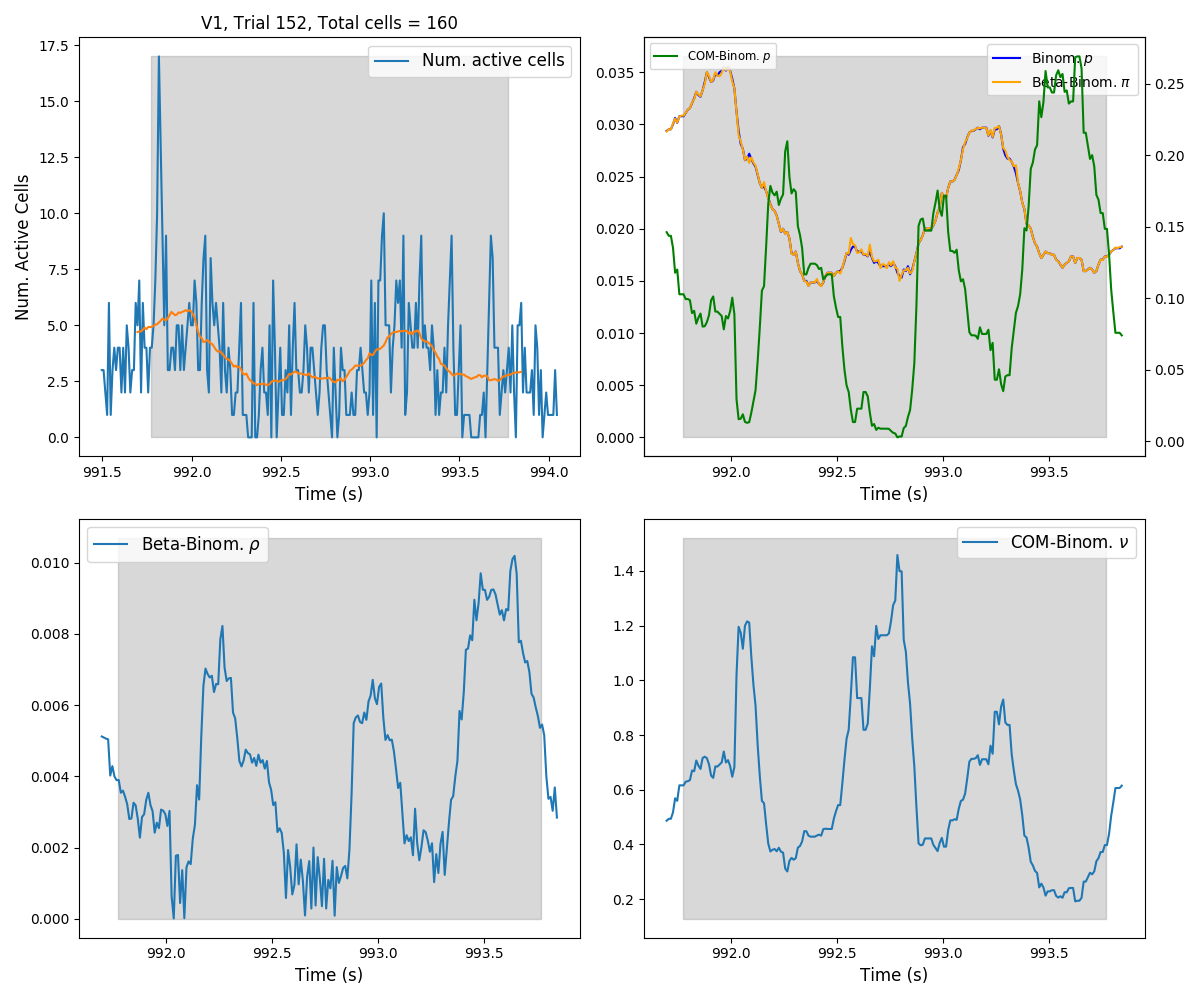 V1, Trial 152, Total cells = 160
Num. active cells
Num. Active Cells
17.5
15.0
12.5
10.0
7.5
5.0
2.5
0.0
991.5 992.0 992.5 993.0 993.5 994.0
Time (s)
COM-Binom. p
Binom. p
Beta-Binom. π
0.035
0.030
0.025
0.020
0.015
0.010
0.005
0.000
0.25
0.20
0.15
0.10
0.05
0.00
992.0 992.5 993.0 993.5
Time (s)
Beta-Binom. ρ
0.010
0.008
0.006
0.004
0.002
0.000
992.0 992.5 993.0 993.5
Time (s)
COM-Binom. ν
1.4
1.2
1.0
0.8
0.6
0.4
0.2
992.0 992.5 993.0 993.5
Time (s)